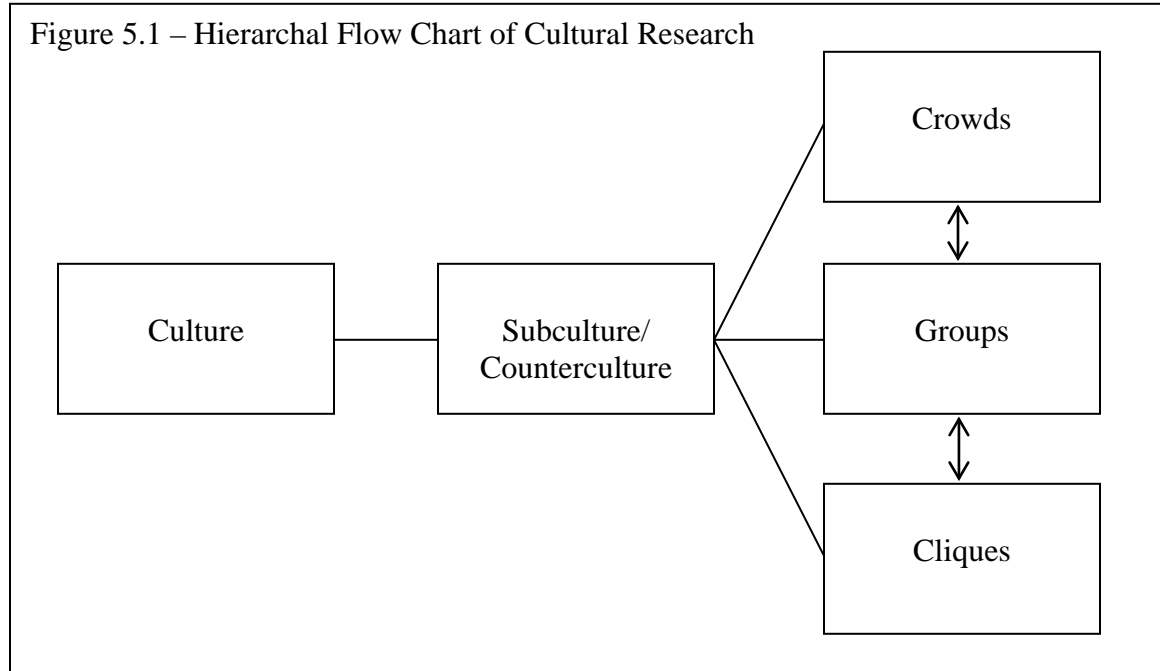 Figure 5.1 – Hierarchal Flow Chart of Cultural Research
Culture
Subculture/
Counterculture
Crowds
Groups
Cliques